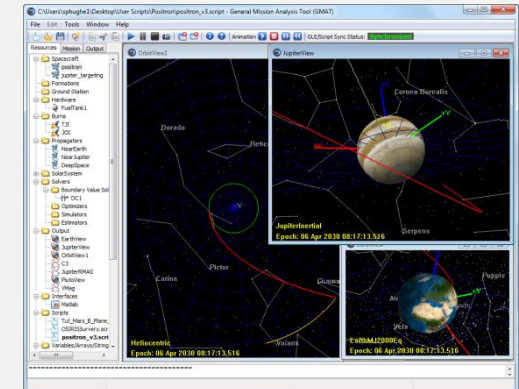 C:\Users\sphughe1\Desktop\User Scripts\Positron\positron_v3.script - General Mission Analysis Tool (GMAT)
File Edit Tools Window Help
Animation
GUI/Script Sync Status: Synchronized
Resources Mission Output
Spacecraft
positron
jupiter_targeting
Formations
Ground Station
Hardware
FuelTank1
Burns
TJI
JOI
Propagators
NearEarth
NearJupiter
DeepSpace
SolarSystem
Solvers
Boundary Value Sol
DC1
Optimizers
Simulators
Estimators
Output
EarthView
JupiterView
OrbitView1
C3
JupiterRMAG
PlutoView
VMag
Interfaces
Matlab
Scripts
Tut_Mars_B_Plane_
OSIRISSurvery.scr
positron_v3.scri
Variables/Arrays/String
OrbitView1
Dorado
Pictor
Carina
Volans
Heliocentric
Epoch: 06 Apr 2030 08:17:13.516
JupiterView
Corona Borealis
+Y
Serpens
JupiterInertial
Epoch: 06 Apr 2030 08:17:13.516
Vela
+Y
EarthMJ2000Eq
Epoch: 06 Apr 2030 08:17:13.516